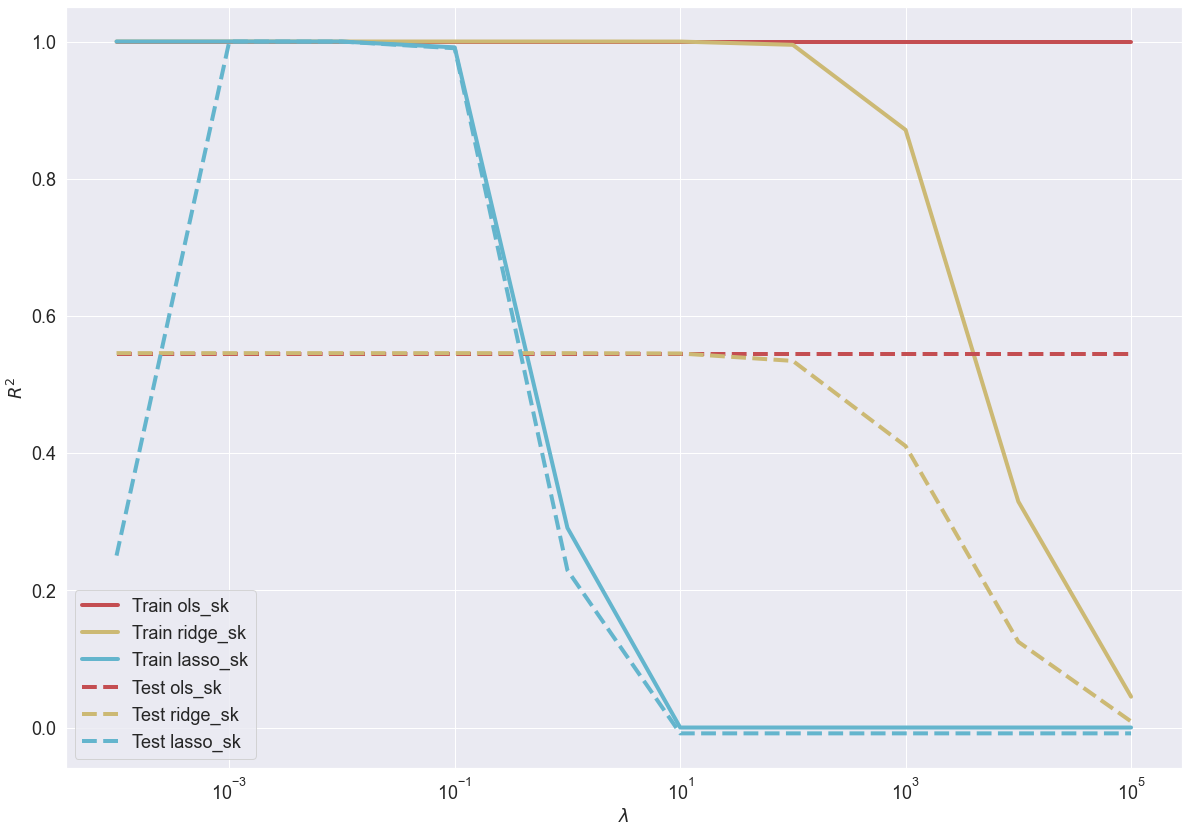 1.0
0.8
0.6
0.4
0.2
0.0
R²
Train ols_sk
Train ridge_sk
Train lasso_sk
Test ols_sk
Test ridge_sk
Test lasso_sk
10⁻³ 10⁻¹ 10¹ 10³ 10⁵
λ